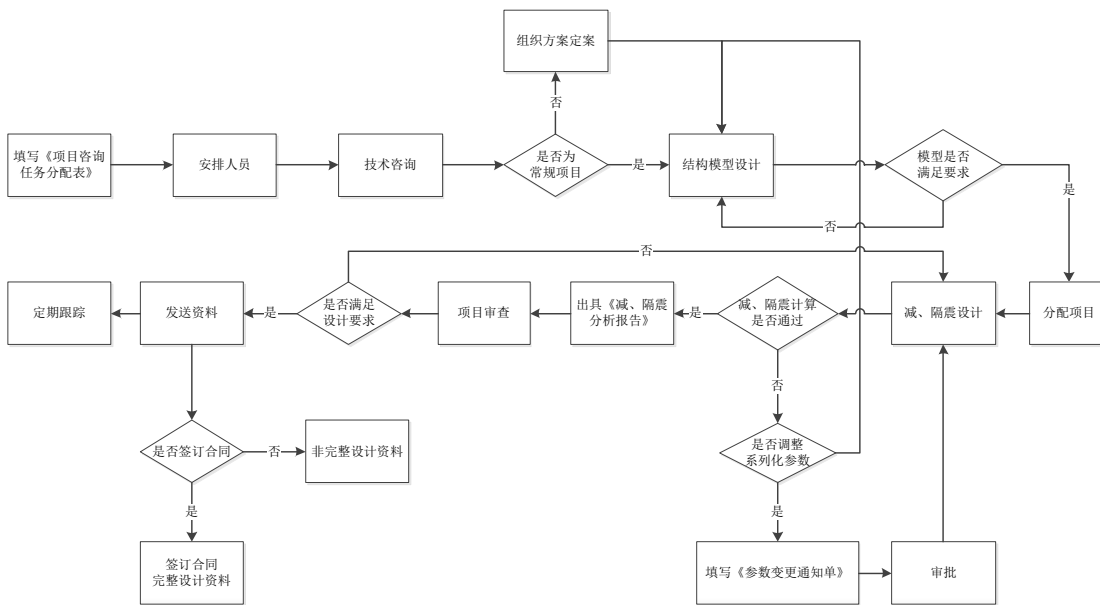 组织方案定案
否
填写《项目咨询
任务分配表》
安排人员
技术咨询
是否为
常规项目
是
结构模型设计
模型是否
满足要求
是
否
否
定期跟踪
发送资料
是
是否满足
设计要求
项目审查
出具《减、隔震
分析报告》
是
减、隔震计算
是否通过
减、隔震设计
分配项目
否
是否签订合同
否
非完整设计资料
是否调整
系列化参数
是
是
签订合同
完整设计资料
填写《参数变更通知单》
审批